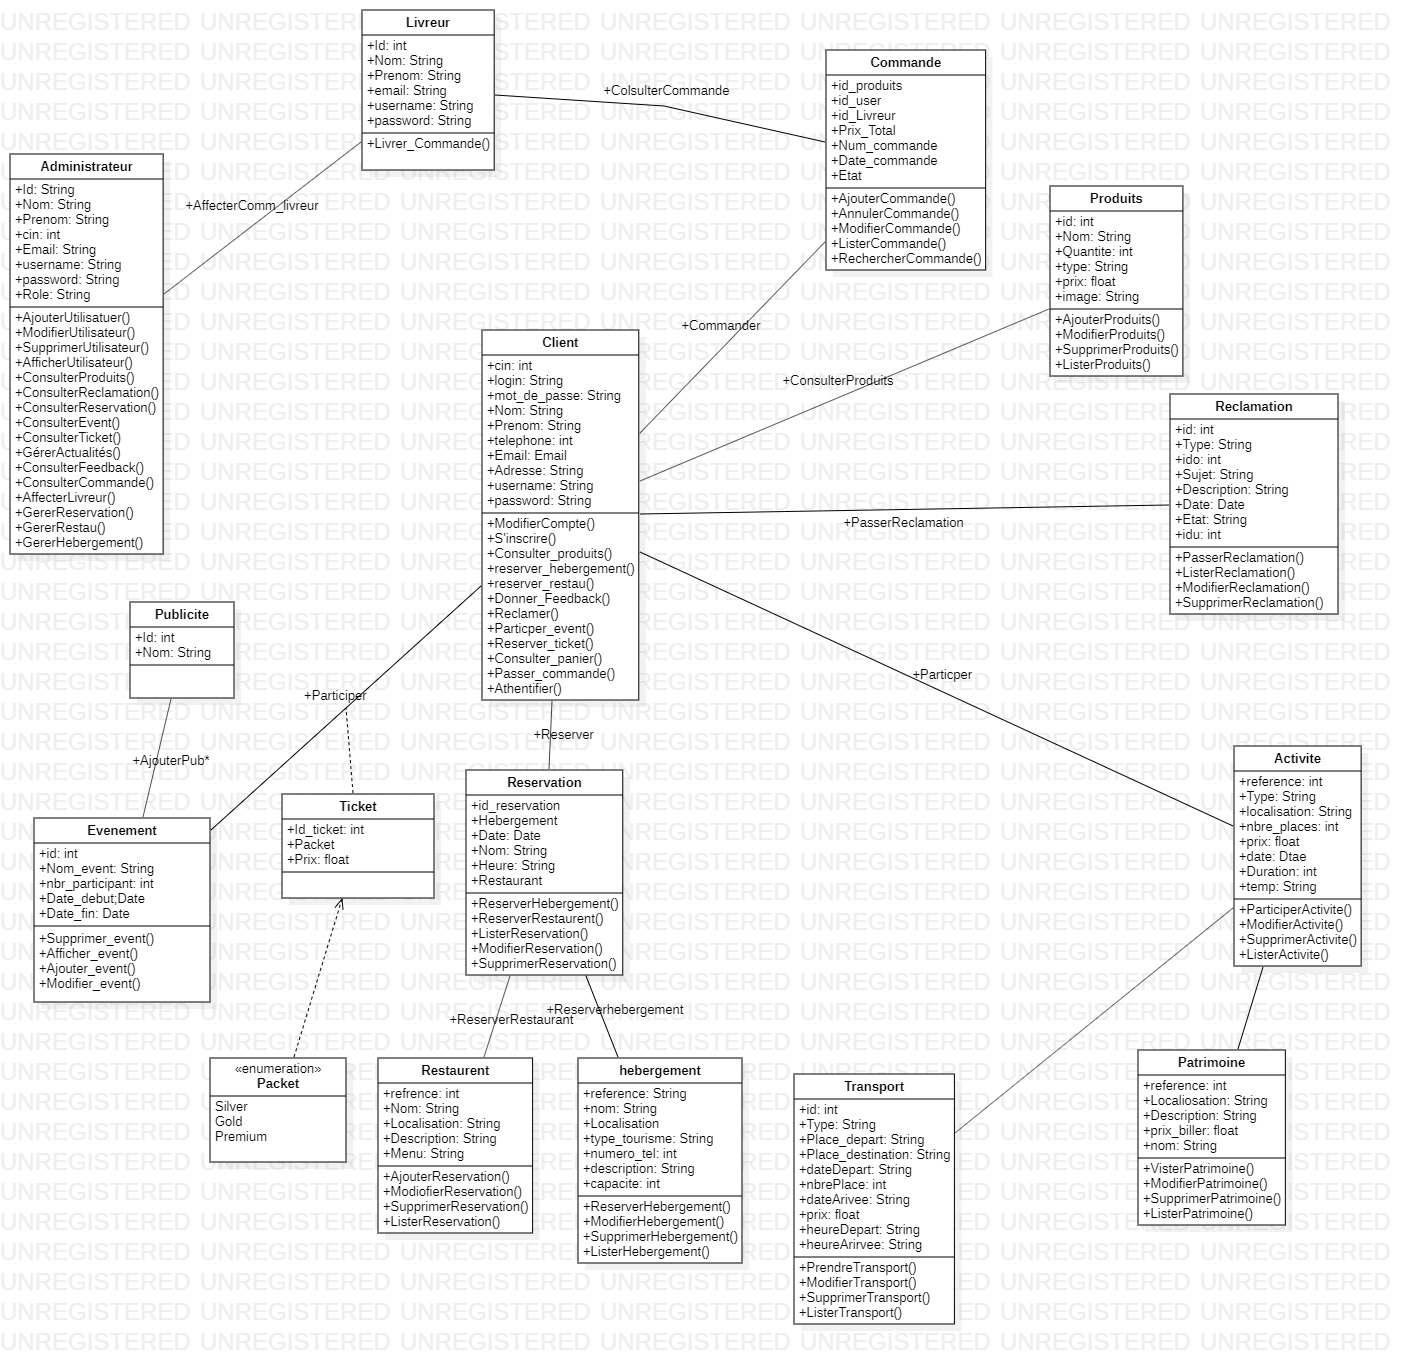 Livreur
+Id: int
+Nom: String
+Prenom: String
+email: String
+username: String
+password: String
+Livrer_Commande()
+ColsulterCommande
Commande
+id_produits
+id_user
+id_Livreur
+Prix_Total
+Num_commande
+Date_commande
+Etat
+AjouterCommande()
+AnnulerCommande()
+ModifierCommande()
+ListerCommande()
+RechercherCommande()
Administrateur
+Id: String
+Nom: String
+Prenom: String
+cin: int
+Email: String
+username: String
+password: String
+Role: String
+AjouterUtilisatuer()
+ModifierUtilisateur()
+SupprimerUtilisateur()
+AfficherUtilisateur()
+ConsulterProduits()
+ConsulterReclamation()
+ConsulterReservation()
+ConsulterEvent()
+ConsulterTicket()
+GérerActualités()
+ConsulterFeedback()
+ConsulterCommande()
+AffecterLivreur()
+GererReservation()
+GererRestau()
+GererHebergement()
+AffecterComm_livreur
Produits
+id: int
+Nom: String
+Quantite: int
+type: String
+prix: float
+image: String
+AjouterProduits()
+ModifierProduits()
+SupprimerProduits()
+ListerProduits()
+Commander
+ConsulterProduits
Client
+cin: int
+login: String
+mot_de_passe: String
+Nom: String
+Prenom: String
+telephone: int
+Email: Email
+Adresse: String
+username: String
+password: String
+ModifierCompte()
+S'inscrire()
+Consulter_produits()
+reserver_hebergement()
+reserver_restau()
+Donner_Feedback()
+Reclamer()
+Particper_event()
+Reserver_ticket()
+Consulter_panier()
+Passer_commande()
+Athentifier()
Reclamation
+id: int
+Type: String
+ido: int
+Sujet: String
+Description: String
+Date: Date
+Etat: String
+idu: int
+PasserReclamation()
+ListerReclamation()
+ModifierReclamation()
+SupprimerReclamation()
+PasserReclamation
Publicite
+Id: int
+Nom: String
+Participer
+Particper
+Reserver
+AjouterPub*
Evenement
+id: int
+Nom_event: String
+nbr_participant: int
+Date_debut;Date
+Date_fin: Date
+Supprimer_event()
+Afficher_event()
+Ajouter_event()
+Modifier_event()
Ticket
+Id_ticket: int
+Packet
+Prix: float
Reservation
+id_reservation
+Hebergement
+Date: Date
+Nom: String
+Heure: String
+Restaurant
+ReserverHebergement()
+ReserverRestaurent()
+ListerReservation()
+ModifierReservation()
+SupprimerReservation()
Activite
+reference: int
+Type: String
+localisation: String
+nbre_places: int
+prix: float
+date: Dtae
+Duration: int
+temp: String
+ParticiperActivite()
+ModifierActivite()
+SupprimerActivite()
+ListerActivite()
+Reserverhebergement
+ReserverRestaurant
«enumeration»
Packet
Silver
Gold
Premium
Restaurent
+refrence: int
+Nom: String
+Localisation: String
+Description: String
+Menu: String
+AjouterReservation()
+ModiofierReservation()
+SupprimerReservation()
+ListerReservation()
hebergement
+reference: String
+nom: String
+Localisation
+type_tourisme: String
+numero_tel: int
+description: String
+capacite: int
+ReserverHebergement()
+ModifierHebergement()
+SupprimerHebergement()
+ListerHebergement()
Transport
+id: int
+Type: String
+Place_depart: String
+Place_destination: String
+dateDepart: String
+nbrePlace: int
+dateArivee: String
+prix: float
+heureDepart: String
+heureArirvee: String
+PrendreTransport()
+ModifierTransport()
+SupprimerTransport()
+ListerTransport()
Patrimoine
+reference: int
+Localiosation: String
+Description: String
+prix_biller: float
+nom: String
+VisterPatrimoine()
+ModifierPatrimoine()
+SupprimerPatrimoine()
+ListerPatrimoine()